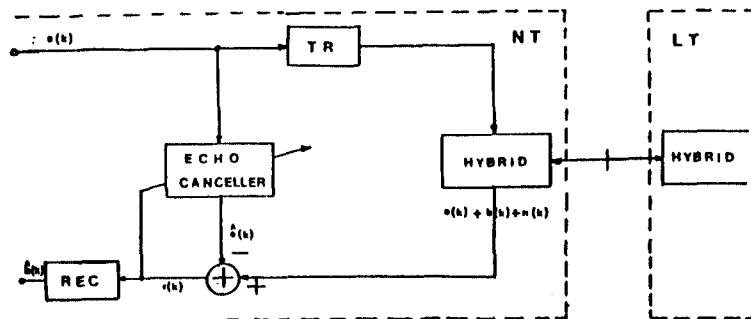 : a(k)
TR
NT
LT
ECHO
CANCELLER
HYBRID
HYBRID
e(k) + b(k) + n(k)
ê(k)
−
+
+
REC
r(k)